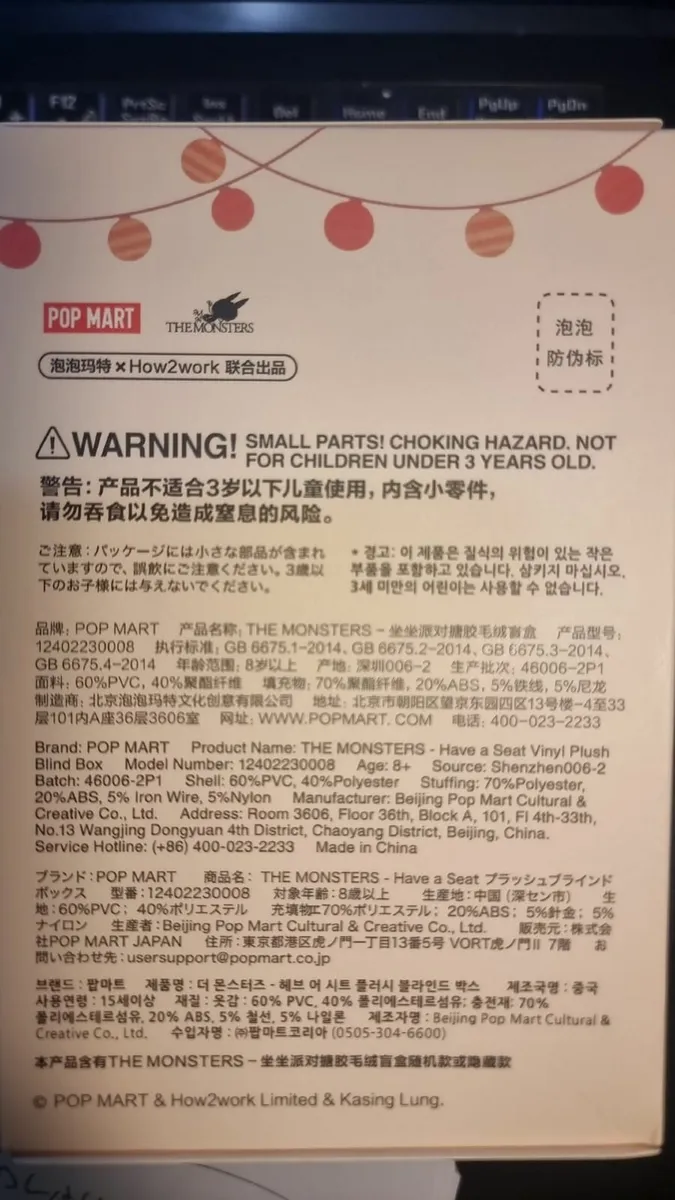 F12
PrtSc
Del
Home
End
PgUp
PgDn
POP MART
THE MONSTERS
泡泡
防伪标
泡泡玛特×How2work 联合出品
WARNING! SMALL PARTS! CHOKING HAZARD. NOT
FOR CHILDREN UNDER 3 YEARS OLD.
警告：产品不适合3岁以下儿童使用，内含小零件，
请勿吞食以免造成窒息的风险。
ご注意：パッケージには小さな部品が含まれ
ていますので、誤飲にご注意ください。3歳以
下のお子様には与えないでください。
* 경고: 이 제품은 질식의 위험이 있는 작은
부품을 포함하고 있습니다. 삼키지 마십시오.
3세 미만의 어린이는 사용할 수 없습니다.
品牌：POP MART 产品名称：THE MONSTERS－坐坐派对搪胶毛绒盲盒 产品型号：
12402230008 执行标准：GB 6675.1-2014、GB 6675.2-2014、GB 6675.3-2014、
GB 6675.4-2014 年龄范围：8岁以上 产地：深圳006-2 生产批次：46006-2P1
面料：60%PVC，40%聚酯纤维 填充物：70%聚酯纤维，20%ABS，5%铁线，5%尼龙
制造商：北京泡泡玛特文化创意有限公司 地址：北京市朝阳区望京东园四区13号楼-4至33
层101内A座36层3606室 网址：WWW.POPMART.COM 电话：400-023-2233
Brand: POP MART Product Name: THE MONSTERS - Have a Seat Vinyl Plush
Blind Box Model Number: 12402230008 Age: 8+ Source: Shenzhen006-2
Batch: 46006-2P1 Shell: 60%PVC, 40%Polyester Stuffing: 70%Polyester,
20%ABS, 5% Iron Wire, 5%Nylon Manufacturer: Beijing Pop Mart Cultural &
Creative Co., Ltd. Address: Room 3606, Floor 36th, Block A, 101, Fl 4th-33th,
No.13 Wangjing Dongyuan 4th District, Chaoyang District, Beijing, China.
Service Hotline: (+86) 400-023-2233 Made in China
ブランド：POP MART 商品名： THE MONSTERS - Have a Seat プラッシュブラインド
ボックス 型番：12402230008 対象年齢：8歳以上 生産地：中国 (深セン市) 生
地：60%PVC； 40%ポリエステル 充填物：70%ポリエステル； 20%ABS； 5%針金； 5%
ナイロン 生産者：Beijing Pop Mart Cultural & Creative Co., Ltd. 販売元：株式会
社POP MART JAPAN 住所：東京都港区虎ノ門一丁目13番5号 VORT虎ノ門II 7階 お
問い合わせ先：usersupport@popmart.co.jp
브랜드 : 팝마트 제품명 : 더 몬스터즈 - 헤브 어 시트 플러시 블라인드 박스 제조국명 : 중국
사용연령 : 15세이상 재질 : 옷감 : 60% PVC, 40% 폴리에스테르섬유; 충전재: 70%
폴리에스테르섬유, 20% ABS, 5% 철선, 5% 나일론 제조자명 : Beijing Pop Mart Cultural &
Creative Co., Ltd. 수입자명 : ㈜팝마트코리아 (0505-304-6600)
本产品含有THE MONSTERS－坐坐派对搪胶毛绒盲盒随机款或隐藏款
© POP MART & How2work Limited & Kasing Lung.